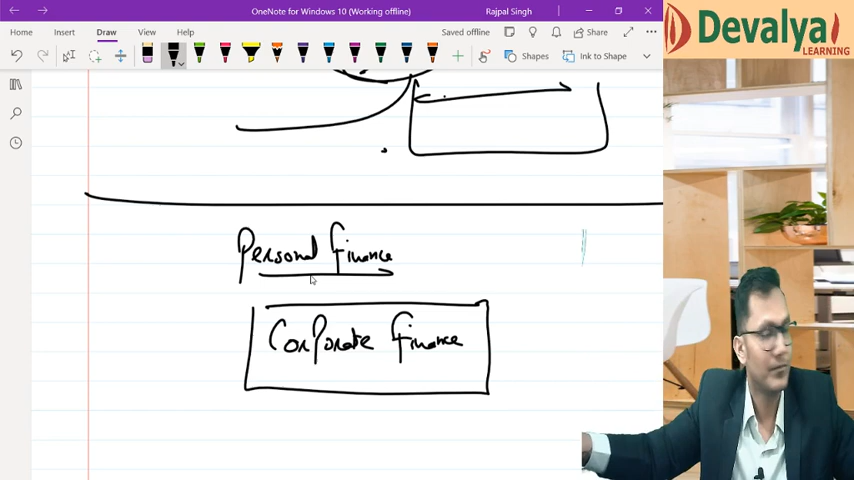 OneNote for Windows 10 (Working offline)
Rajpal Singh
Home Insert Draw View Help
Saved offline
Share
Shapes
Ink to Shape
Devalya
LEARNING
Personal finance
Corporate finance